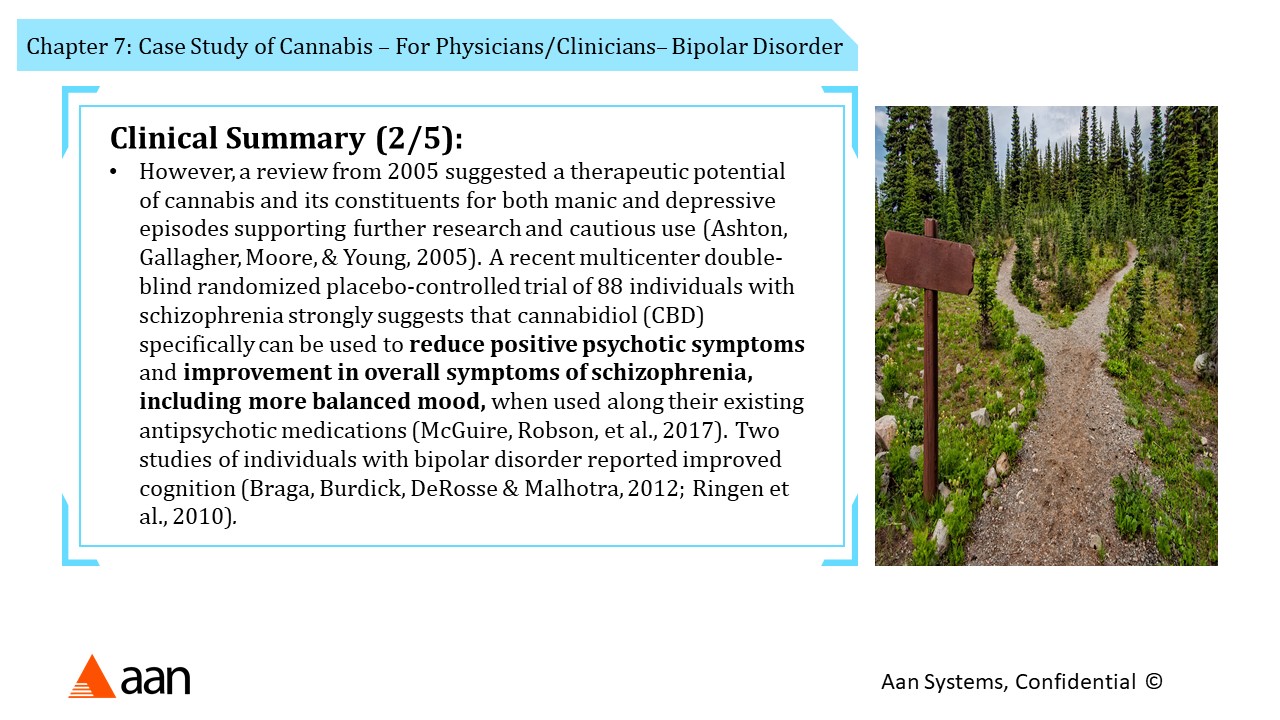 Chapter 7: Case Study of Cannabis – For Physicians/Clinicians– Bipolar Disorder
Clinical Summary (2/5):
• However, a review from 2005 suggested a therapeutic potential
of cannabis and its constituents for both manic and depressive
episodes supporting further research and cautious use (Ashton,
Gallagher, Moore, & Young, 2005). A recent multicenter double-
blind randomized placebo-controlled trial of 88 individuals with
schizophrenia strongly suggests that cannabidiol (CBD)
specifically can be used to reduce positive psychotic symptoms
and improvement in overall symptoms of schizophrenia,
including more balanced mood, when used along their existing
antipsychotic medications (McGuire, Robson, et al., 2017). Two
studies of individuals with bipolar disorder reported improved
cognition (Braga, Burdick, DeRosse & Malhotra, 2012; Ringen et
al., 2010).
aan
Aan Systems, Confidential ©